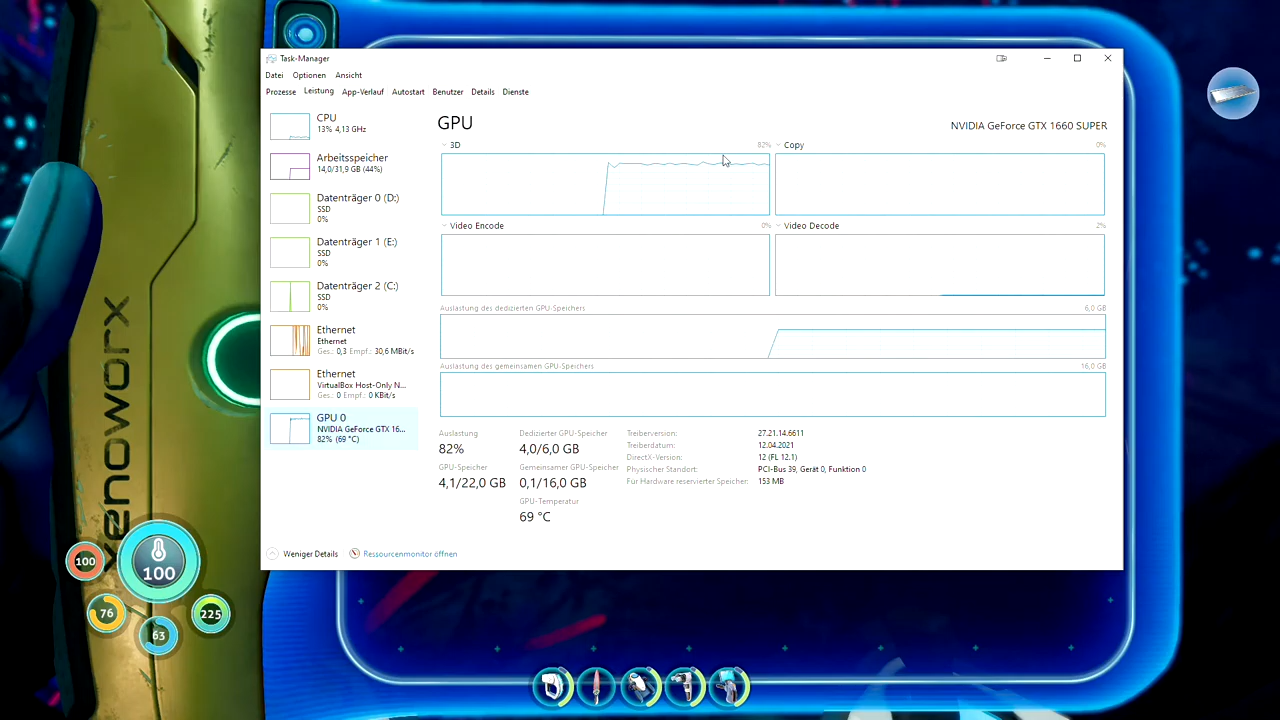 Task-Manager
Datei Optionen Ansicht
Prozesse Leistung App-Verlauf Autostart Benutzer Details Dienste
CPU
13% 4,13 GHz
Arbeitsspeicher
14,0/31,9 GB (44%)
Datenträger 0 (D:)
SSD
0%
Datenträger 1 (E:)
SSD
0%
Datenträger 2 (C:)
SSD
0%
Ethernet
Ethernet
Ges.: 0,3 Empf.: 30,6 MBit/s
Ethernet
VirtualBox Host-Only N...
Ges.: 0 Empf.: 0 KBit/s
GPU 0
NVIDIA GeForce GTX 16...
82% (69 °C)
GPU
NVIDIA GeForce GTX 1660 SUPER
3D 82% Copy 0%
Video Encode 0% Video Decode 2%
Auslastung des dedizierten GPU-Speichers 6,0 GB
Auslastung des gemeinsamen GPU-Speichers 16,0 GB
Auslastung
82%
Dedizierter GPU-Speicher
4,0/6,0 GB
GPU-Speicher
4,1/22,0 GB
Gemeinsamer GPU-Speicher
0,1/16,0 GB
GPU-Temperatur
69 °C
Treiberversion: 27.21.14.6611
Treiberdatum: 12.04.2021
DirectX-Version: 12 (FL 12.1)
Physischer Standort: PCI-Bus 39, Gerät 0, Funktion 0
Für Hardware reservierter Speicher: 153 MB
Weniger Details Ressourcenmonitor öffnen
xenoworx
100
100
76
225
63